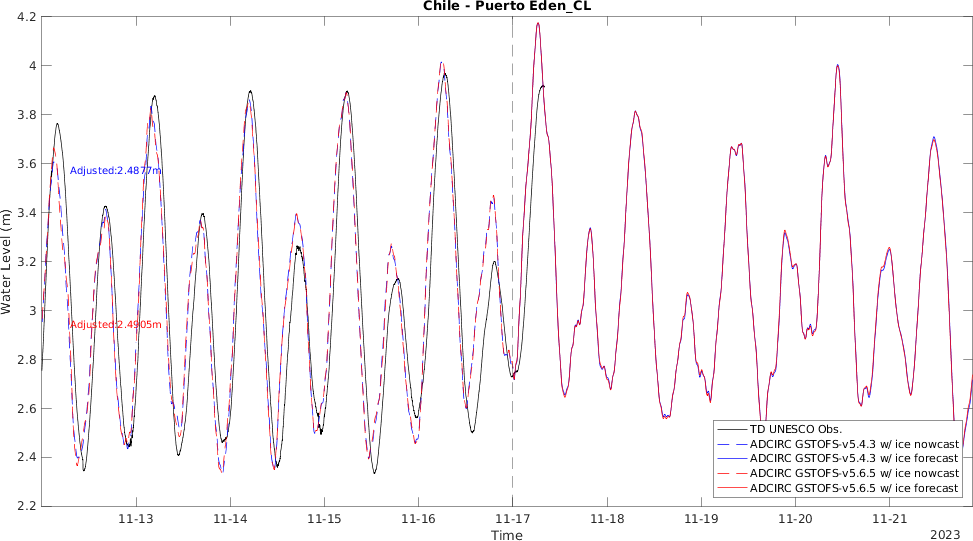 Chile - Puerto Eden_CL
4.2
4
3.8
3.6
3.4
3.2
3
2.8
2.6
2.4
2.2
Water Level (m)
Adjusted:2.4877m
Adjusted:2.4905m
TD UNESCO Obs.
ADCIRC GSTOFS-v5.4.3 w/ ice nowcast
ADCIRC GSTOFS-v5.4.3 w/ ice forecast
ADCIRC GSTOFS-v5.6.5 w/ ice nowcast
ADCIRC GSTOFS-v5.6.5 w/ ice forecast
11-13 11-14 11-15 11-16 11-17 11-18 11-19 11-20 11-21
Time
2023